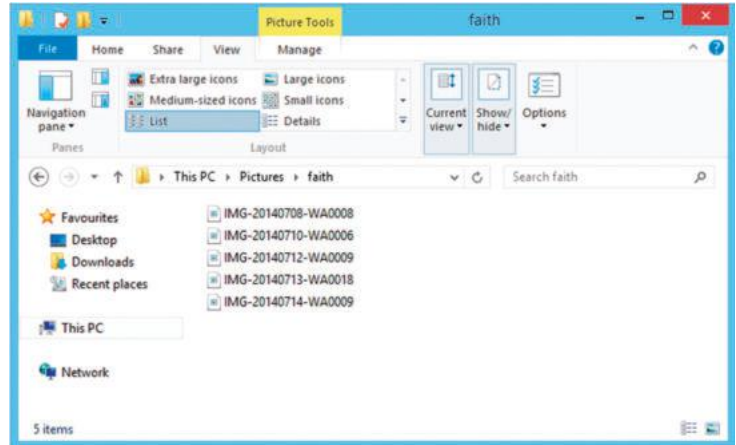 Picture Tools faith
File Home Share View Manage
Extra large icons Large icons
Medium-sized icons Small icons
List Details
Navigation pane
Current view
Show/ hide
Options
Panes Layout
This PC Pictures faith Search faith
Favourites
Desktop
Downloads
Recent places
This PC
Network
IMG-20140708-WA0008
IMG-20140710-WA0006
IMG-20140712-WA0009
IMG-20140713-WA0018
IMG-20140714-WA0009
5 items